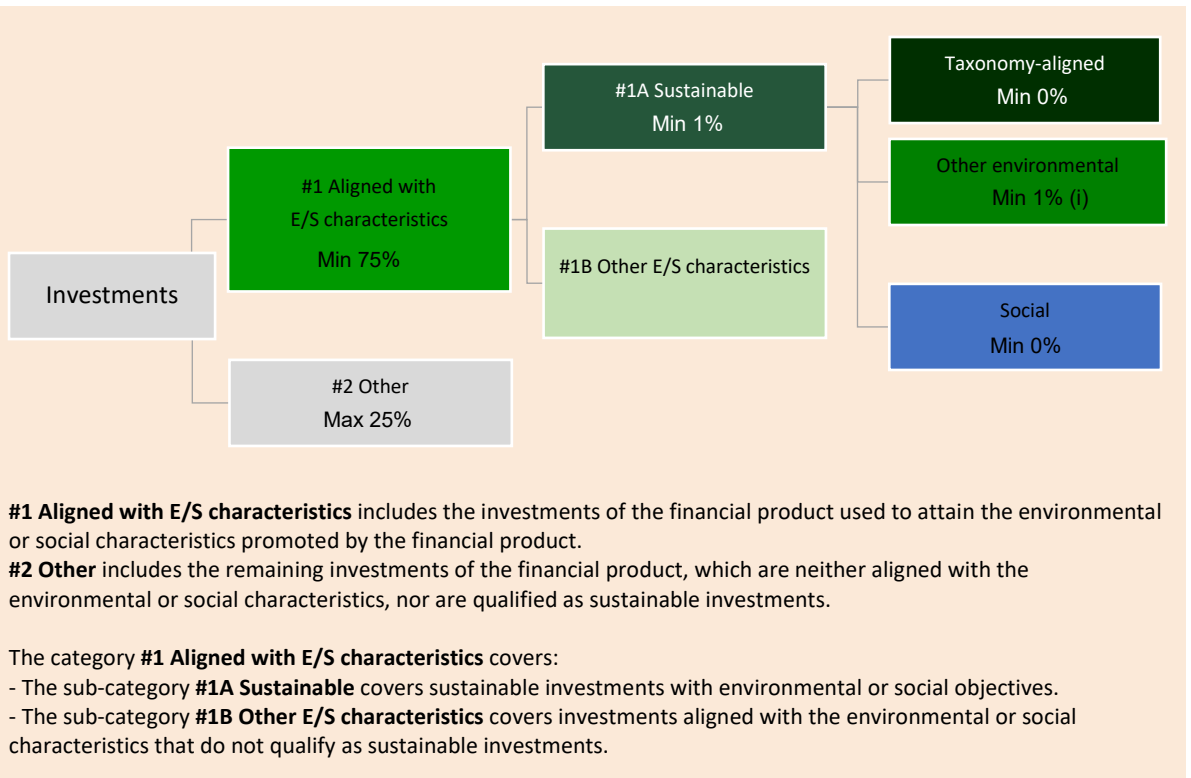 Investments
#1 Aligned with
E/S characteristics
Min 75%
#2 Other
Max 25%
#1A Sustainable
Min 1%
#1B Other E/S characteristics
Taxonomy-aligned
Min 0%
Other environmental
Min 1% (i)
Social
Min 0%
#1 Aligned with E/S characteristics includes the investments of the financial product used to attain the environmental
or social characteristics promoted by the financial product.
#2 Other includes the remaining investments of the financial product, which are neither aligned with the
environmental or social characteristics, nor are qualified as sustainable investments.
The category #1 Aligned with E/S characteristics covers:
- The sub-category #1A Sustainable covers sustainable investments with environmental or social objectives.
- The sub-category #1B Other E/S characteristics covers investments aligned with the environmental or social
characteristics that do not qualify as sustainable investments.